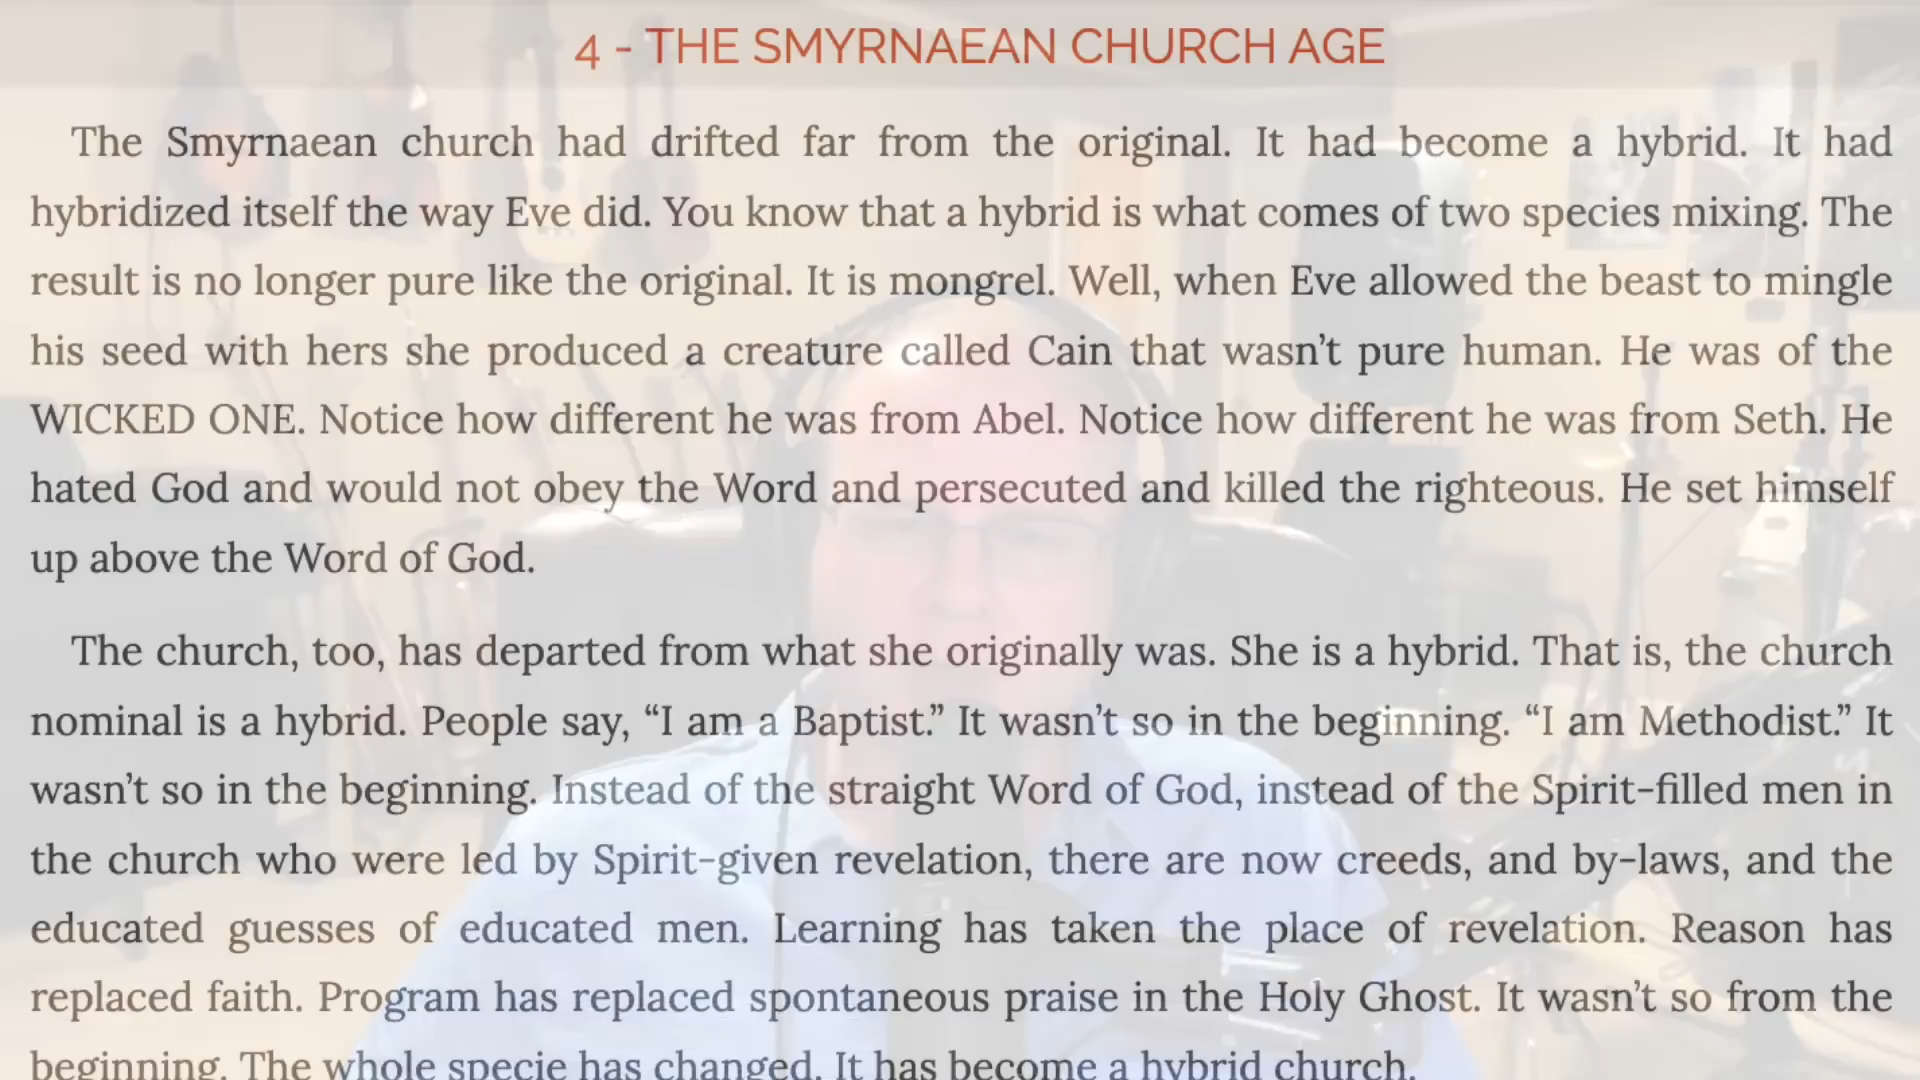 4 - THE SMYRNAEAN CHURCH AGE
The Smyrnaean church had drifted far from the original. It had become a hybrid. It had
hybridized itself the way Eve did. You know that a hybrid is what comes of two species mixing. The
result is no longer pure like the original. It is mongrel. Well, when Eve allowed the beast to mingle
his seed with hers she produced a creature called Cain that wasn’t pure human. He was of the
WICKED ONE. Notice how different he was from Abel. Notice how different he was from Seth. He
hated God and would not obey the Word and persecuted and killed the righteous. He set himself
up above the Word of God.
The church, too, has departed from what she originally was. She is a hybrid. That is, the church
nominal is a hybrid. People say, “I am a Baptist.” It wasn’t so in the beginning. “I am Methodist.” It
wasn’t so in the beginning. Instead of the straight Word of God, instead of the Spirit-filled men in
the church who were led by Spirit-given revelation, there are now creeds, and by-laws, and the
educated guesses of educated men. Learning has taken the place of revelation. Reason has
replaced faith. Program has replaced spontaneous praise in the Holy Ghost. It wasn’t so from the
beginning. The whole specie has changed. It has become a hybrid church.